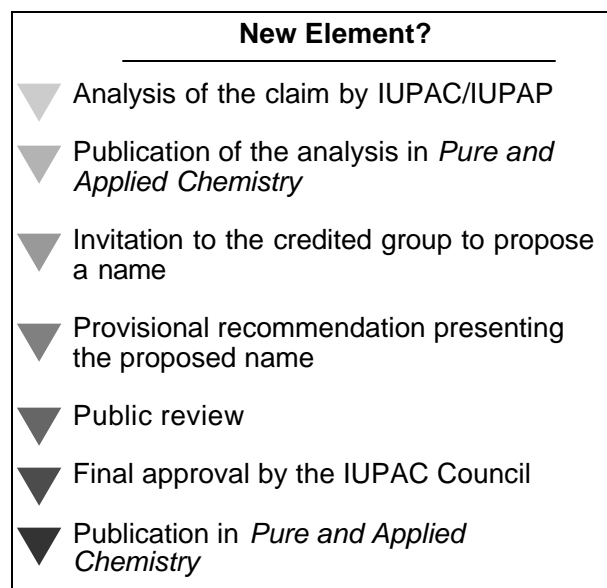 New Element?
Analysis of the claim by IUPAC/IUPAP
Publication of the analysis in Pure and
Applied Chemistry
Invitation to the credited group to propose
a name
Provisional recommendation presenting
the proposed name
Public review
Final approval by the IUPAC Council
Publication in Pure and Applied
Chemistry